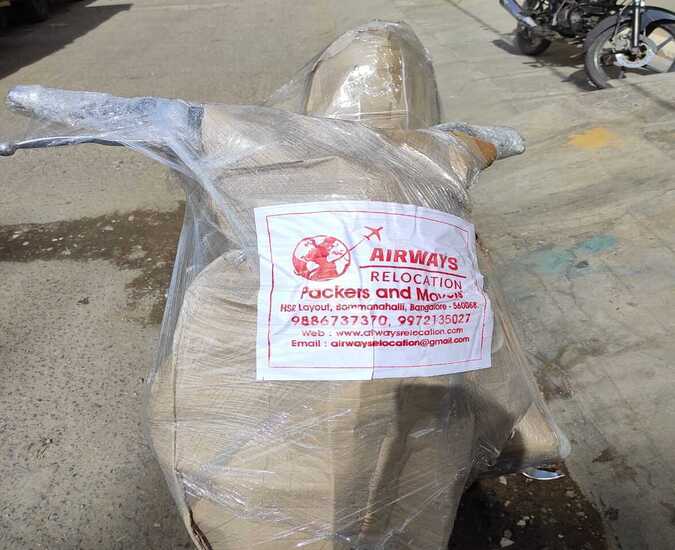 AIRWAYS
RELOCATION
Packers and Movers
HSR Layout, Bommanahalli, Bangalore - 560068.
9886737370, 9972135027
Web : www.airwaysrelocation.com
Email : airwaysrelocation@gmail.com